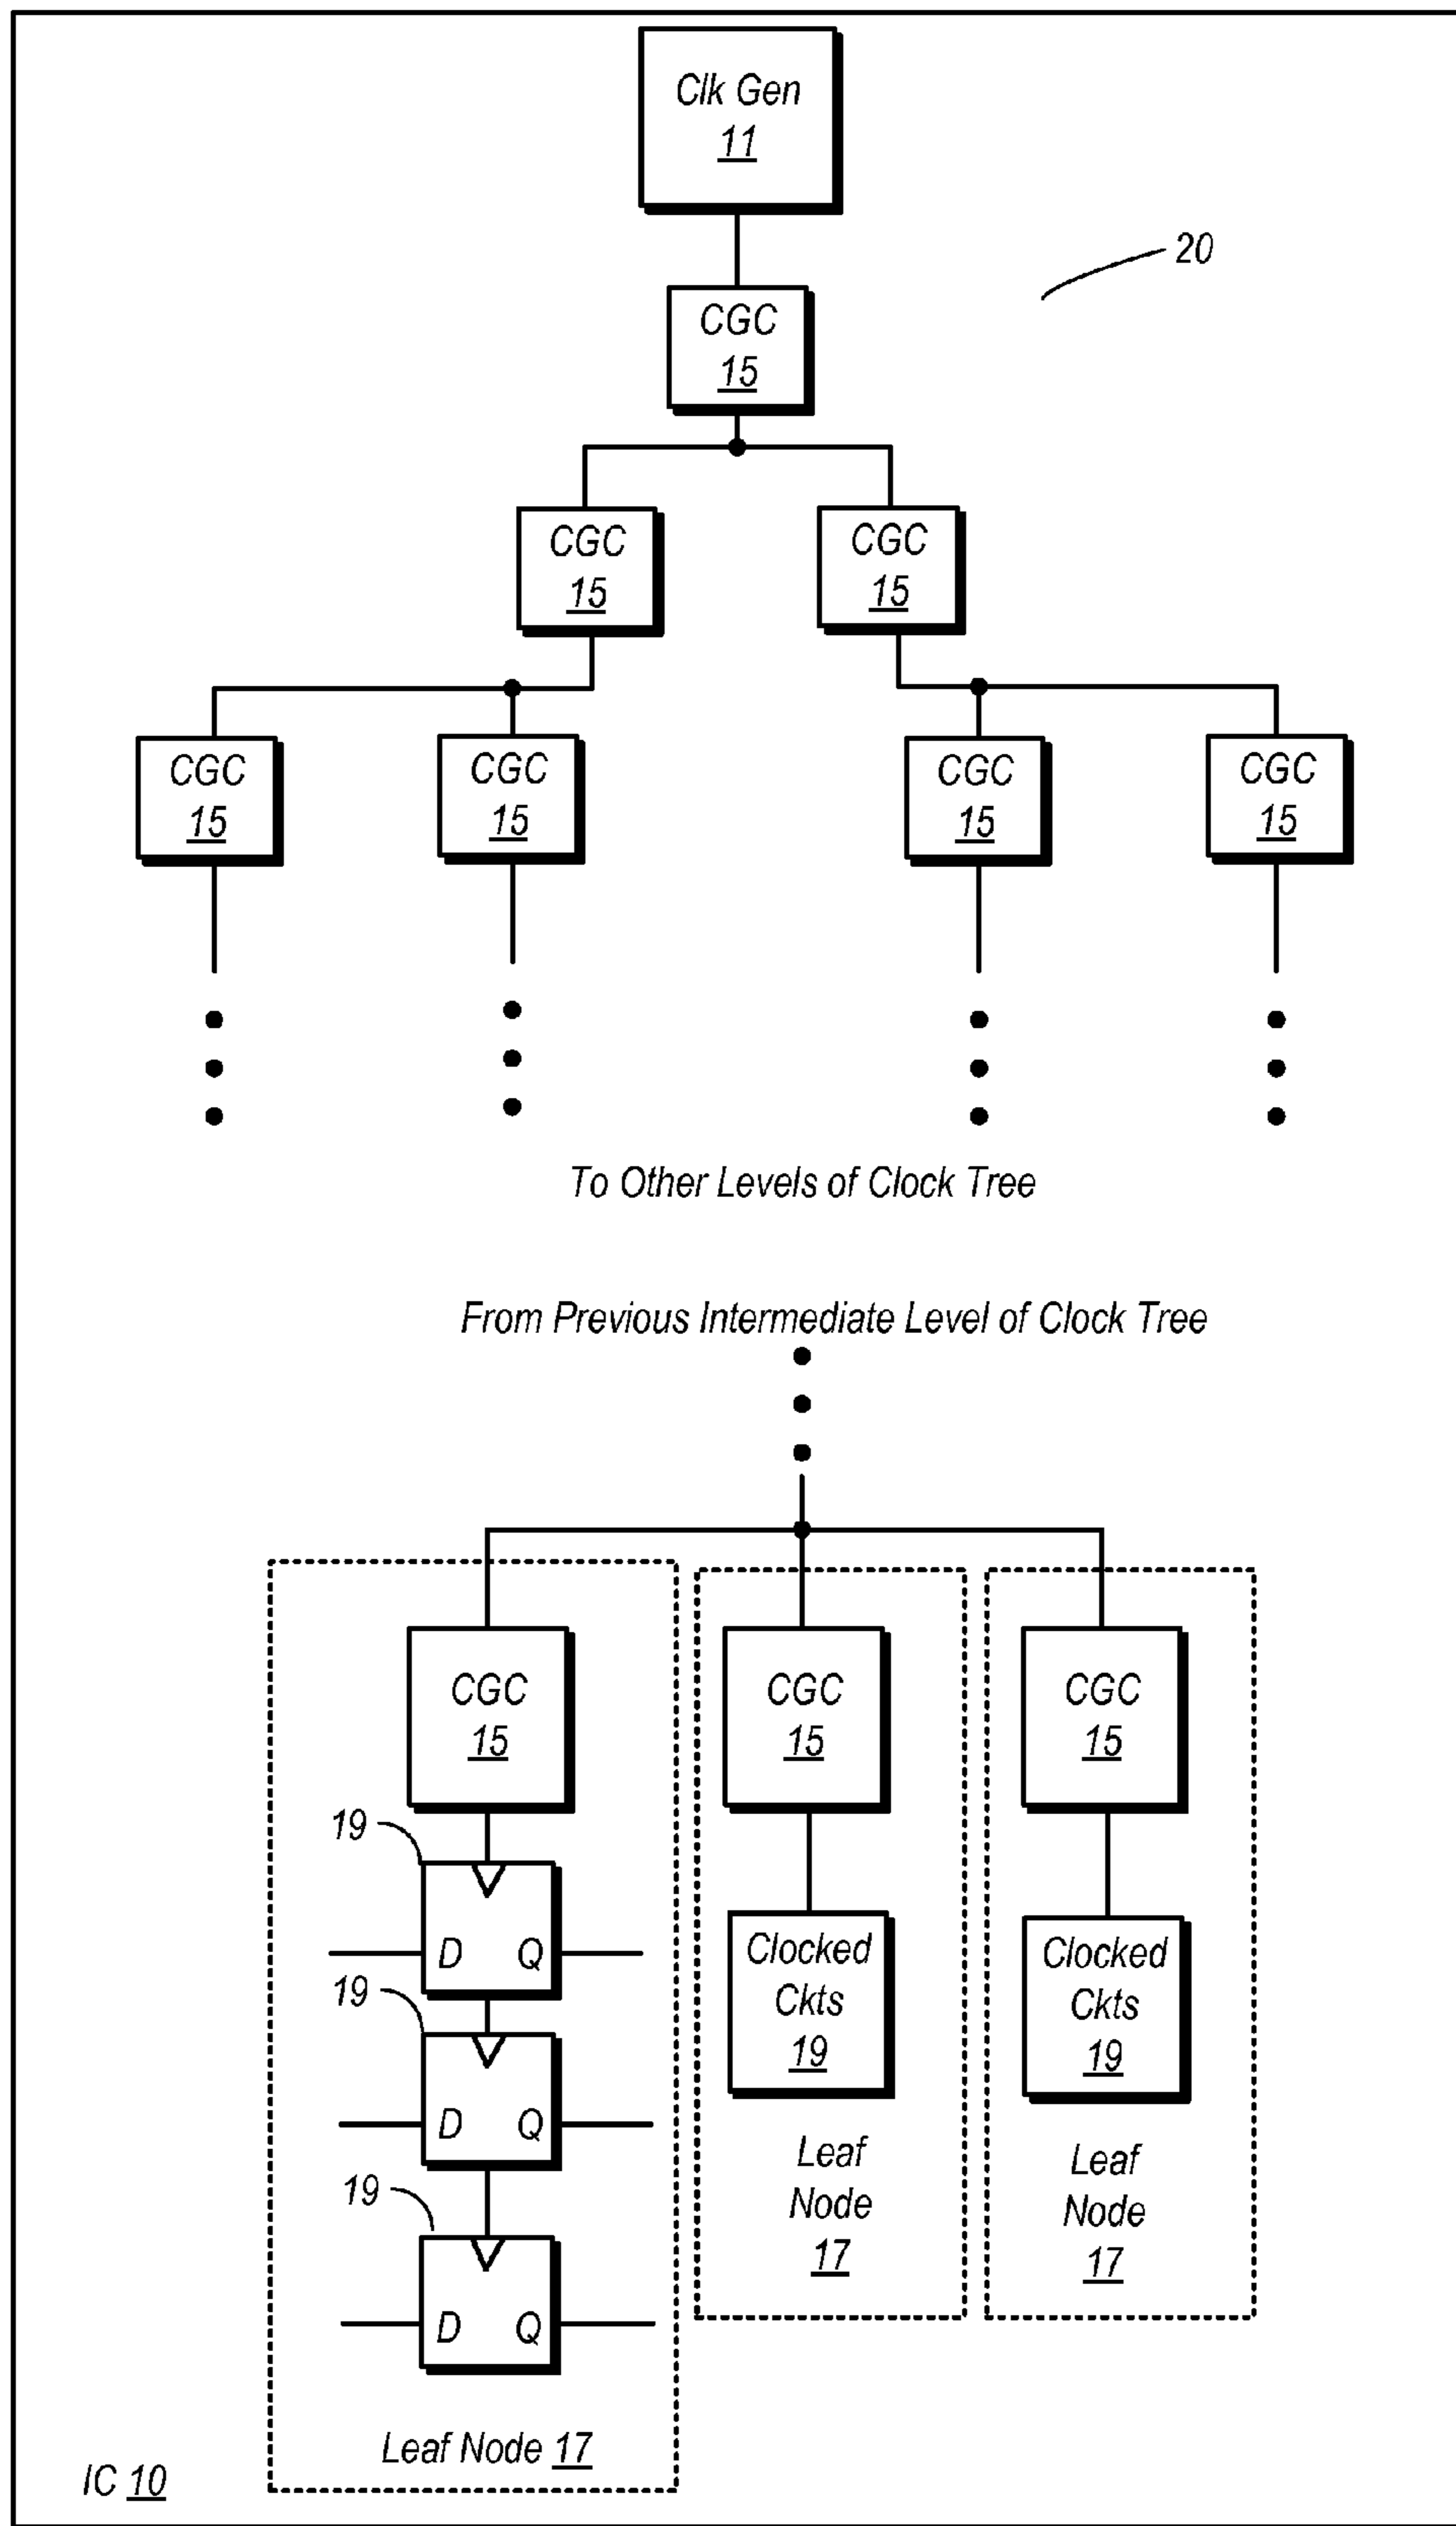 Clk Gen
11
20
CGC
15
CGC
15
CGC
15
CGC
15
CGC
15
CGC
15
CGC
15
To Other Levels of Clock Tree
From Previous Intermediate Level of Clock Tree
CGC
15
CGC
15
CGC
15
19
D Q
19
D Q
19
D Q
Leaf Node 17
Clocked
Ckts
19
Leaf
Node
17
Clocked
Ckts
19
Leaf
Node
17
IC 10